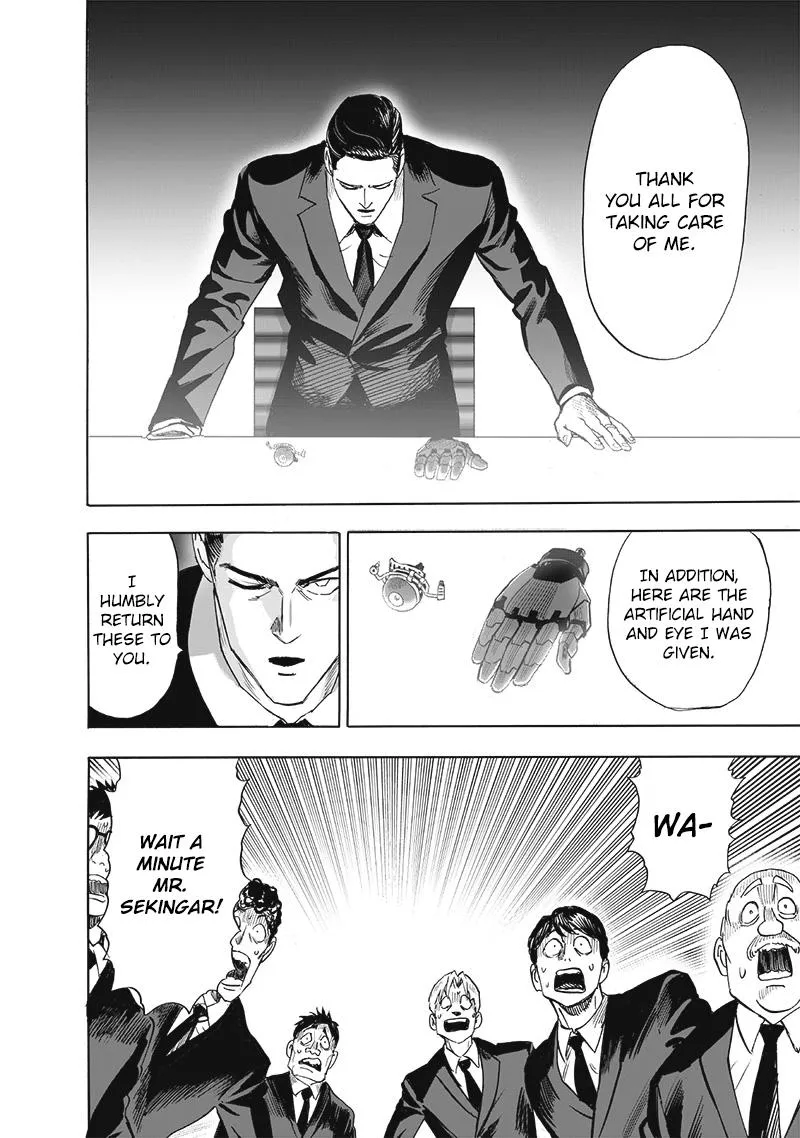 THANK
YOU ALL FOR
TAKING CARE
OF ME.
IN ADDITION,
HERE ARE THE
ARTIFICIAL HAND
AND EYE I WAS
GIVEN.
I
HUMBLY
RETURN
THESE TO
YOU.
WA-
WAIT A
MINUTE
MR.
SEKINGAR!